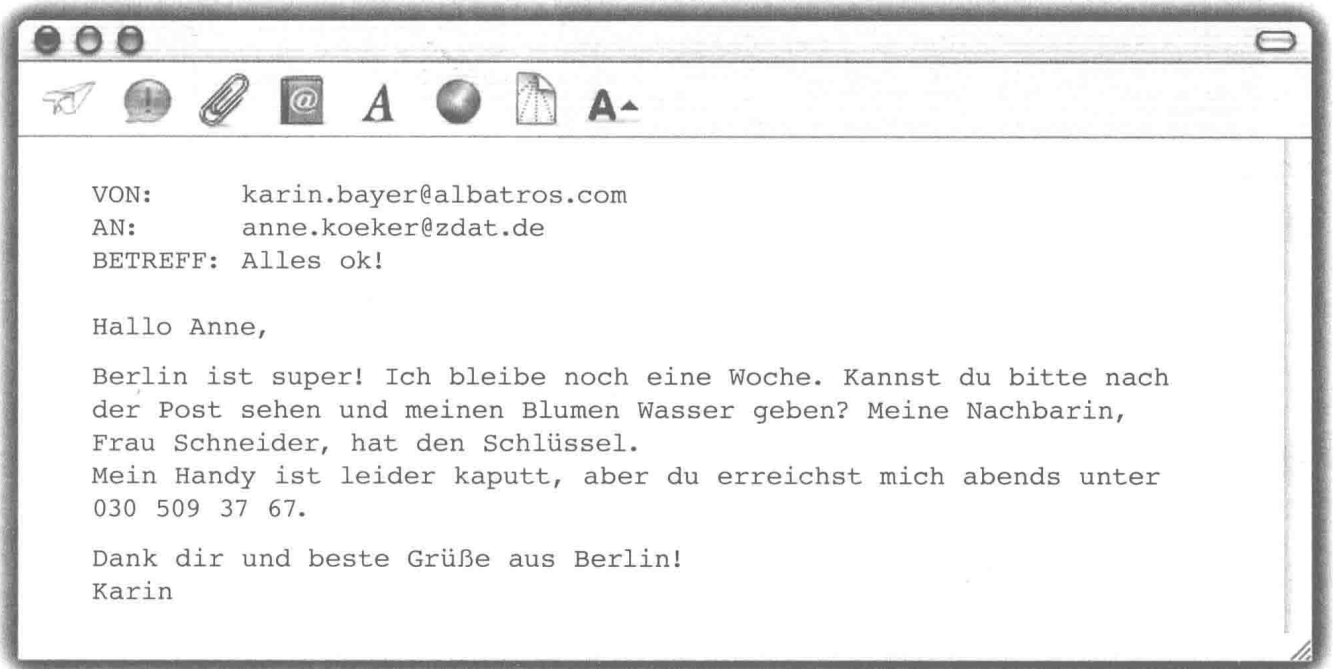 VON: karin.bayer@albatros.com
AN: anne.koeker@zdat.de
BETREFF: Alles ok!
Hallo Anne,
Berlin ist super! Ich bleibe noch eine Woche. Kannst du bitte nach
der Post sehen und meinen Blumen Wasser geben? Meine Nachbarin,
Frau Schneider, hat den Schlüssel.
Mein Handy ist leider kaputt, aber du erreichst mich abends unter
030 509 37 67.
Dank dir und beste Grüße aus Berlin!
Karin